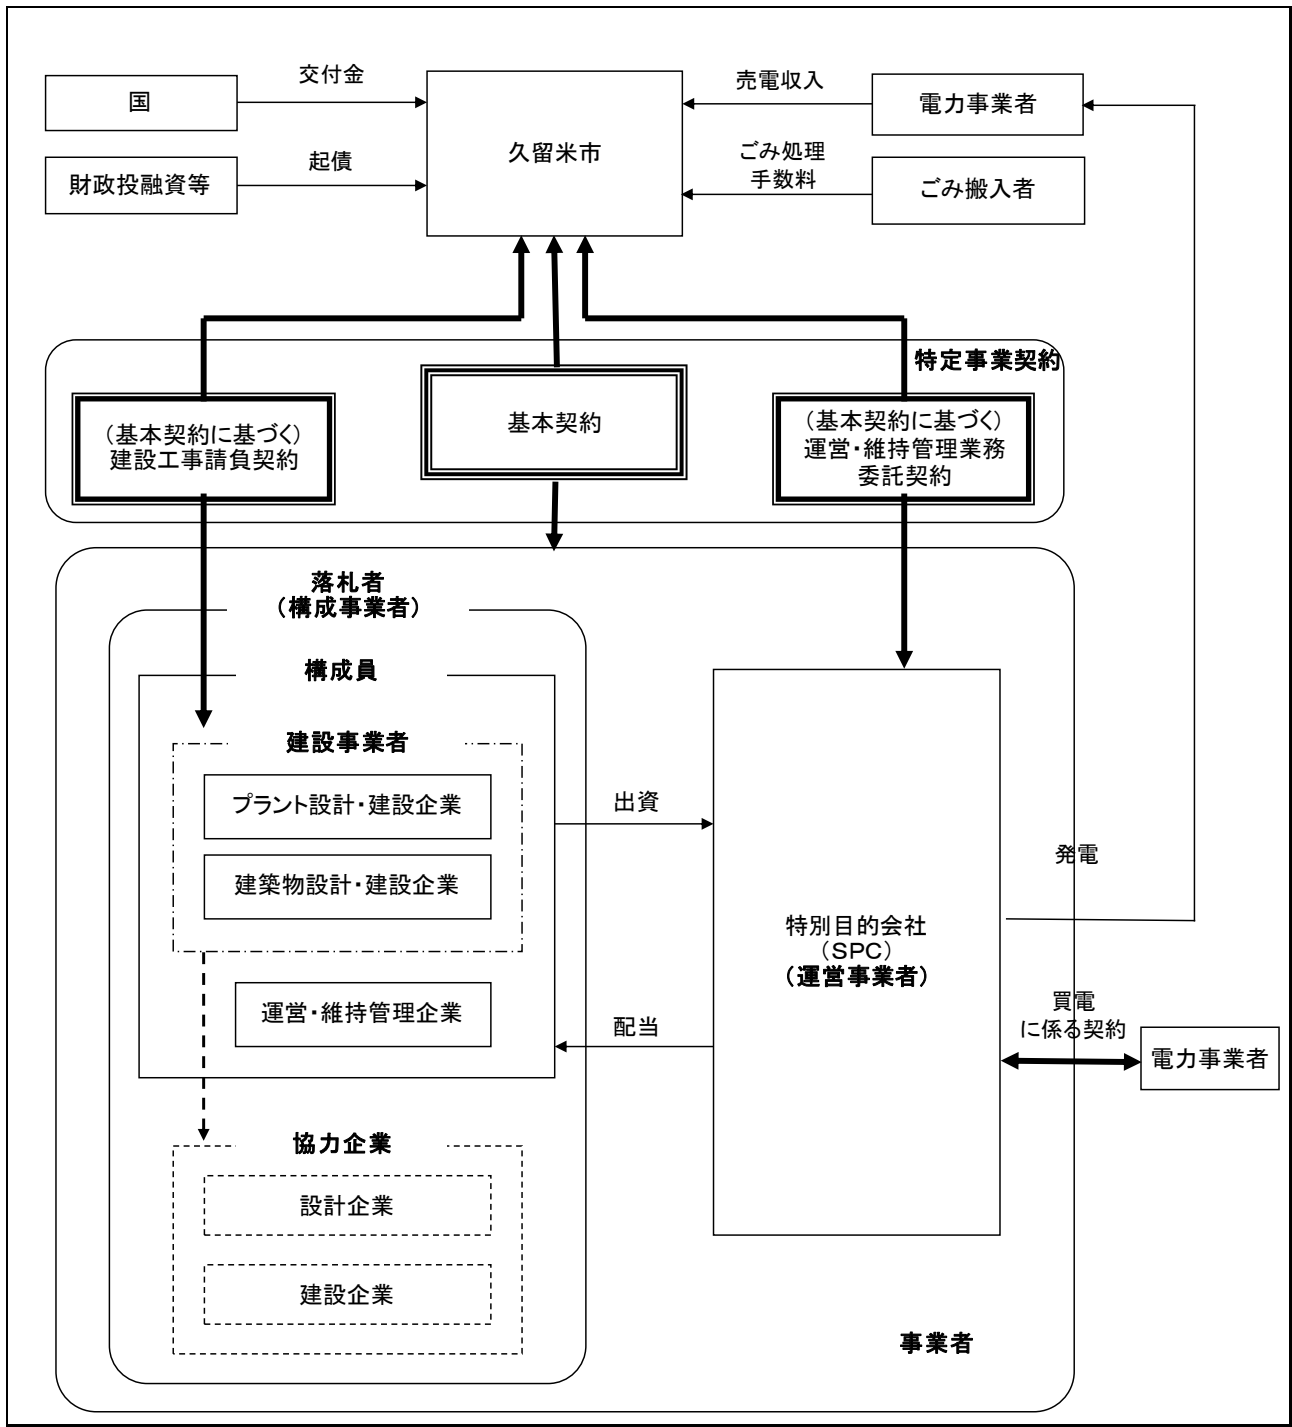 交付金
国
起債
財政投融資等
久留米市
売電収入
電力事業者
ごみ処理
手数料
ごみ搬入者
特定事業契約
（基本契約に基づく）
建設工事請負契約
基本契約
（基本契約に基づく）
運営・維持管理業務
委託契約
落札者
（構成事業者）
構成員
建設事業者
プラント設計・建設企業
建築物設計・建設企業
運営・維持管理企業
出資
配当
特別目的会社
（SPC）
（運営事業者）
発電
買電
に係る契約
電力事業者
協力企業
設計企業
建設企業
事業者